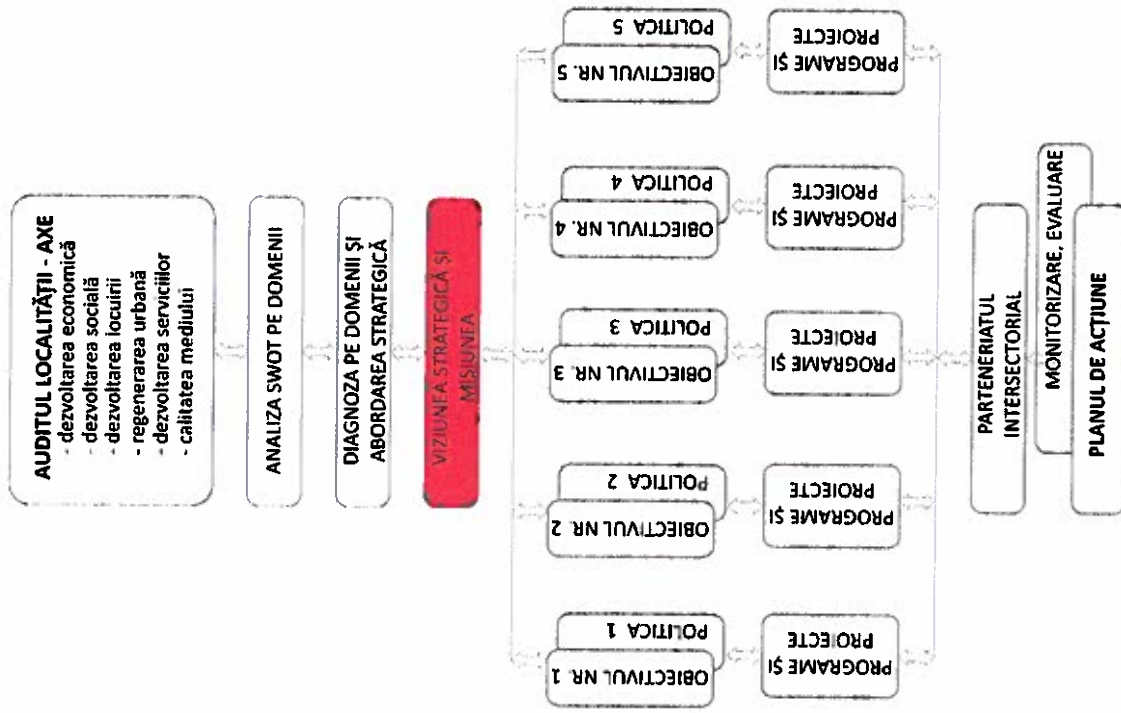 AUDITUL LOCALITĂȚII - AXE
- dezvoltarea economică
- dezvoltarea socială
- dezvoltarea locuirii
- regenerarea urbană
- dezvoltarea serviciilor
- calitatea mediului
ANALIZA SWOT PE DOMENII
DIAGNOZA PE DOMENII ȘI
ABORDAREA STRATEGICĂ
VIZIUNEA STRATEGICĂ ȘI
MISIUNEA
OBIECTIVUL NR. 1
POLITICA 1
OBIECTIVUL NR. 2
POLITICA 2
OBIECTIVUL NR. 3
POLITICA 3
OBIECTIVUL NR. 4
POLITICA 4
OBIECTIVUL NR. 5
POLITICA 5
PROGRAME ȘI
PROIECTE
PROGRAME ȘI
PROIECTE
PROGRAME ȘI
PROIECTE
PROGRAME ȘI
PROIECTE
PROGRAME ȘI
PROIECTE
PARTENERIATUL
INTERSECTORIAL
MONITORIZARE, EVALUARE
PLANUL DE ACȚIUNE